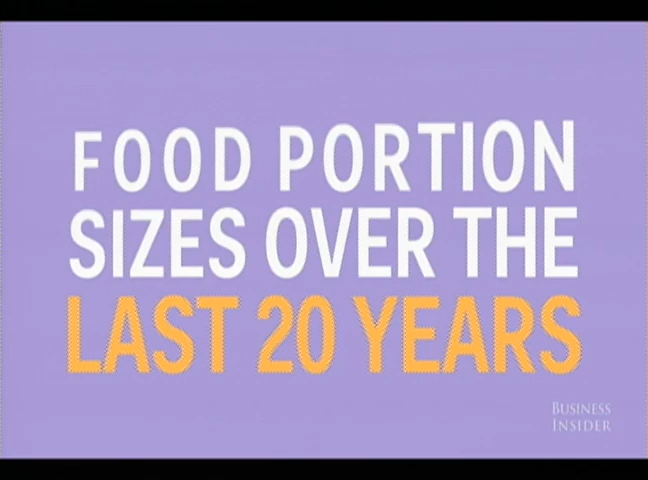 FOOD PORTION
SIZES OVER THE
LAST 20 YEARS
BUSINESS
INSIDER